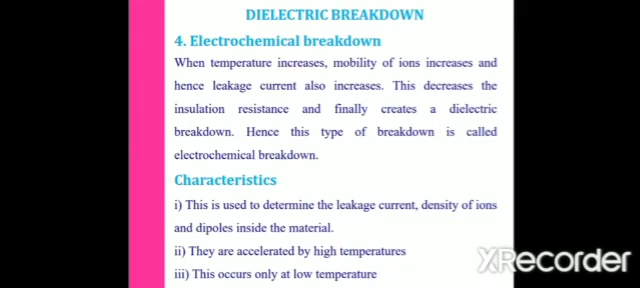 DIELECTRIC BREAKDOWN
4. Electrochemical breakdown
When temperature increases, mobility of ions increases and
hence leakage current also increases. This decreases the
insulation resistance and finally creates a dielectric
breakdown. Hence this type of breakdown is called
electrochemical breakdown.
Characteristics
i) This is used to determine the leakage current, density of ions
and dipoles inside the material.
ii) They are accelerated by high temperatures
iii) This occurs only at low temperature
XRecorder